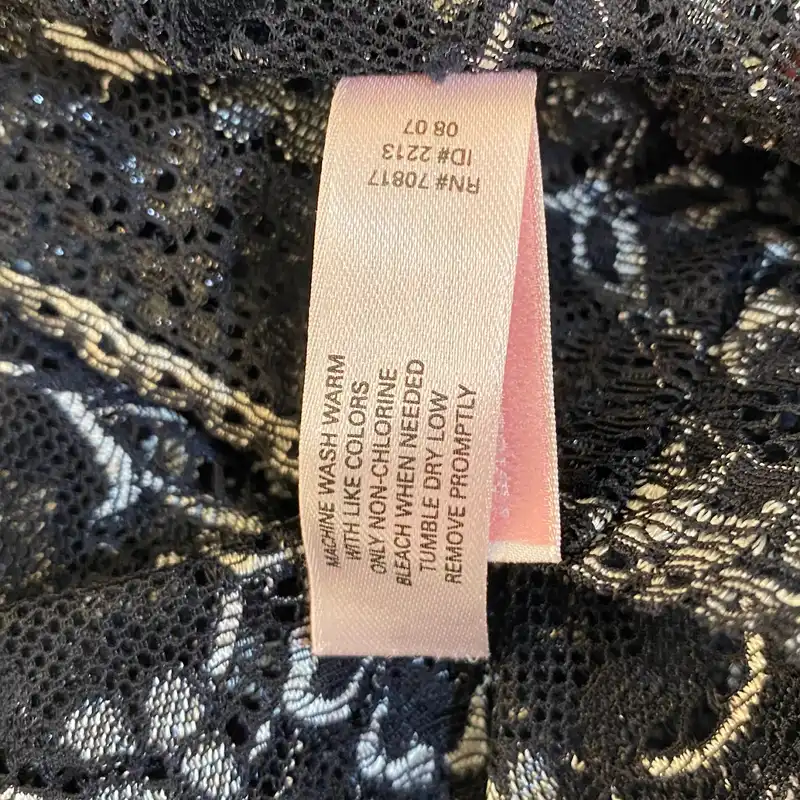 RN# 70817
ID# 2213
08 07
MACHINE WASH WARM
WITH LIKE COLORS
ONLY NON-CHLORINE
BLEACH WHEN NEEDED
TUMBLE DRY LOW
REMOVE PROMPTLY